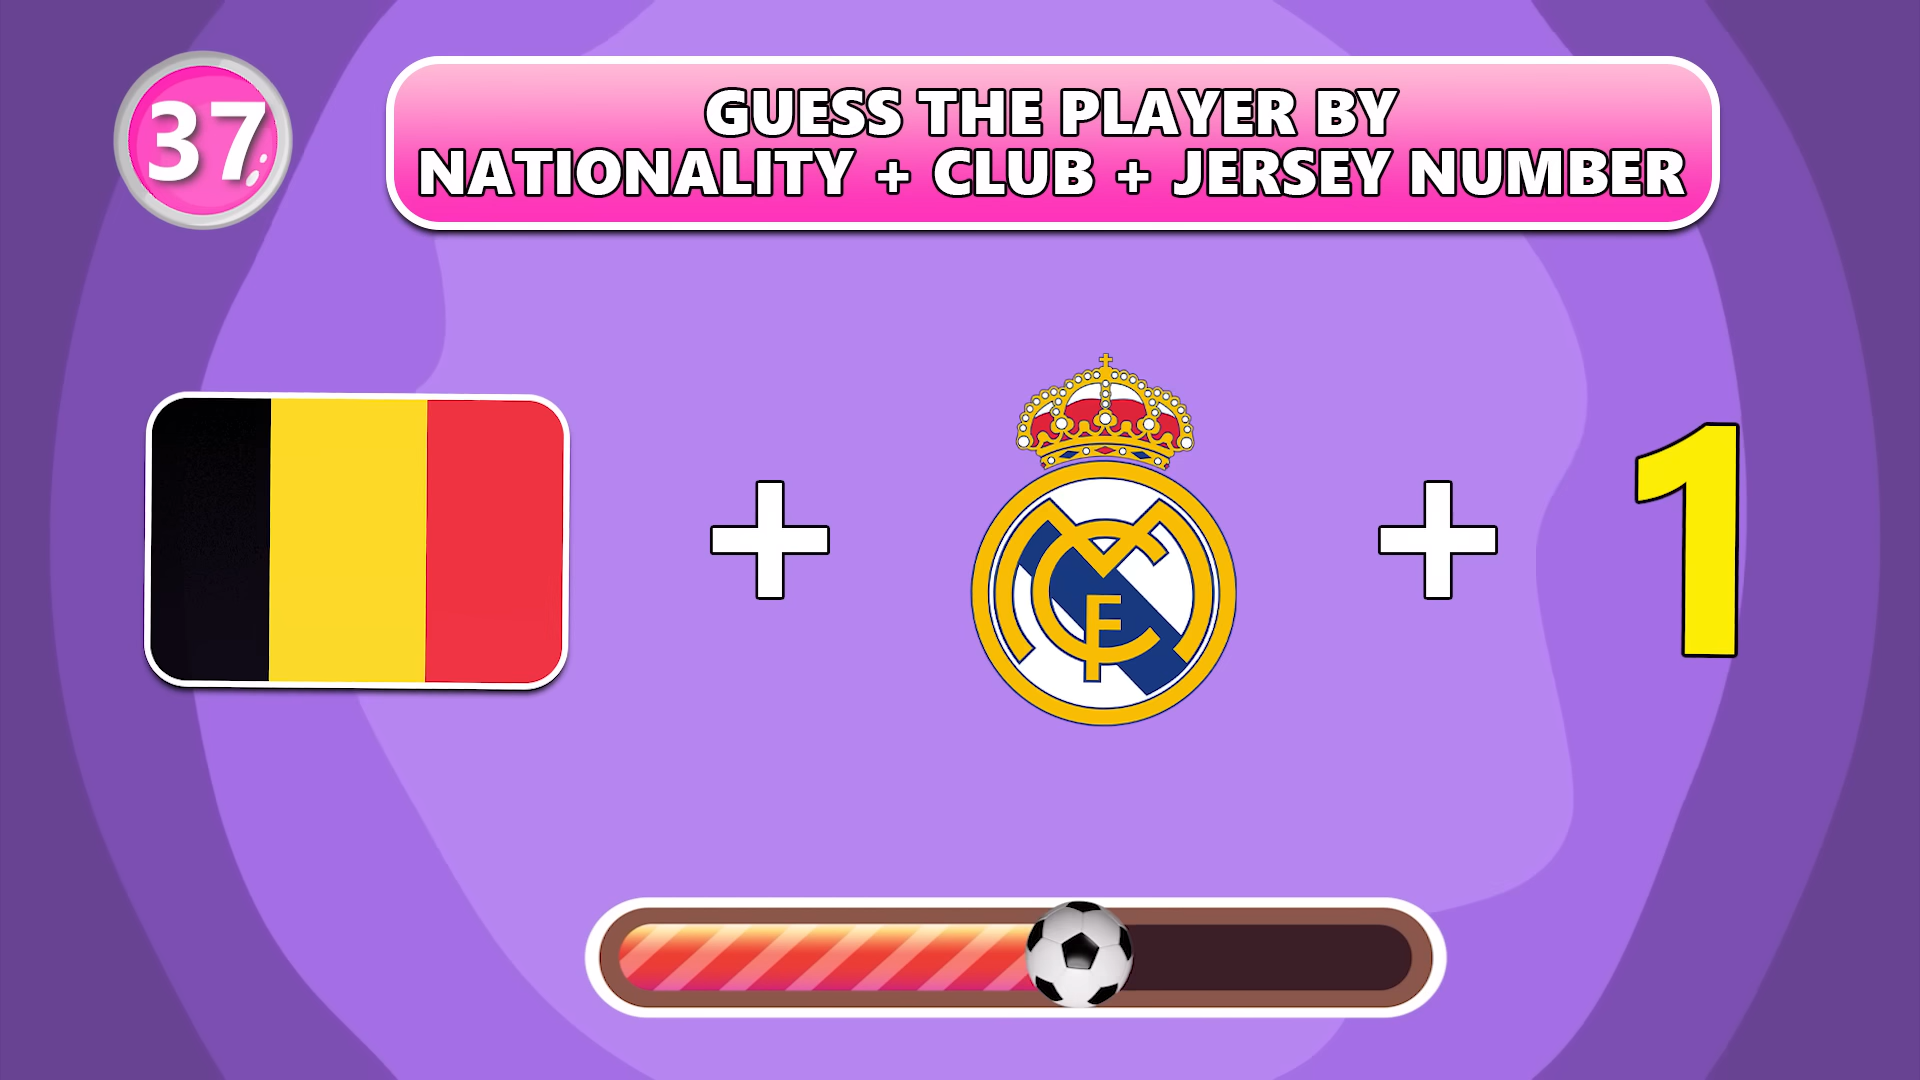 37
GUESS THE PLAYER BY
NATIONALITY + CLUB + JERSEY NUMBER
+ + 1